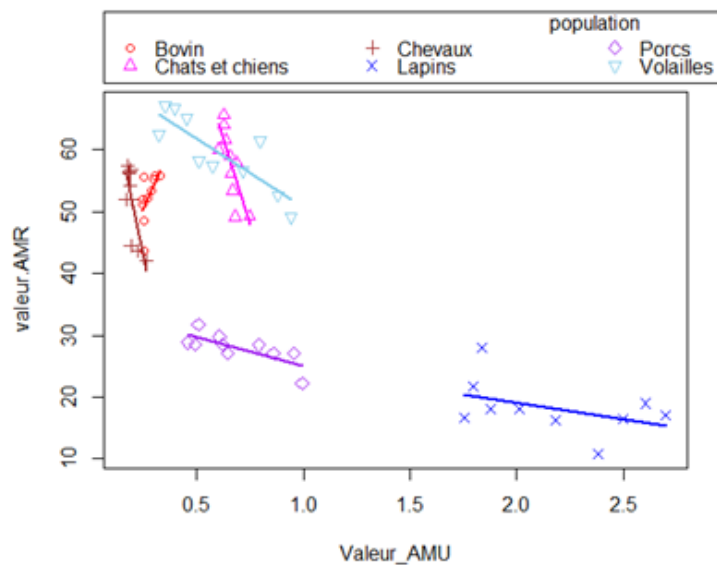 population
Bovin Chevaux Porcs
Chats et chiens Lapins Volailles
valeur.AMR
60
50
40
30
20
10
0.5 1.0 1.5 2.0 2.5
Valeur_AMU